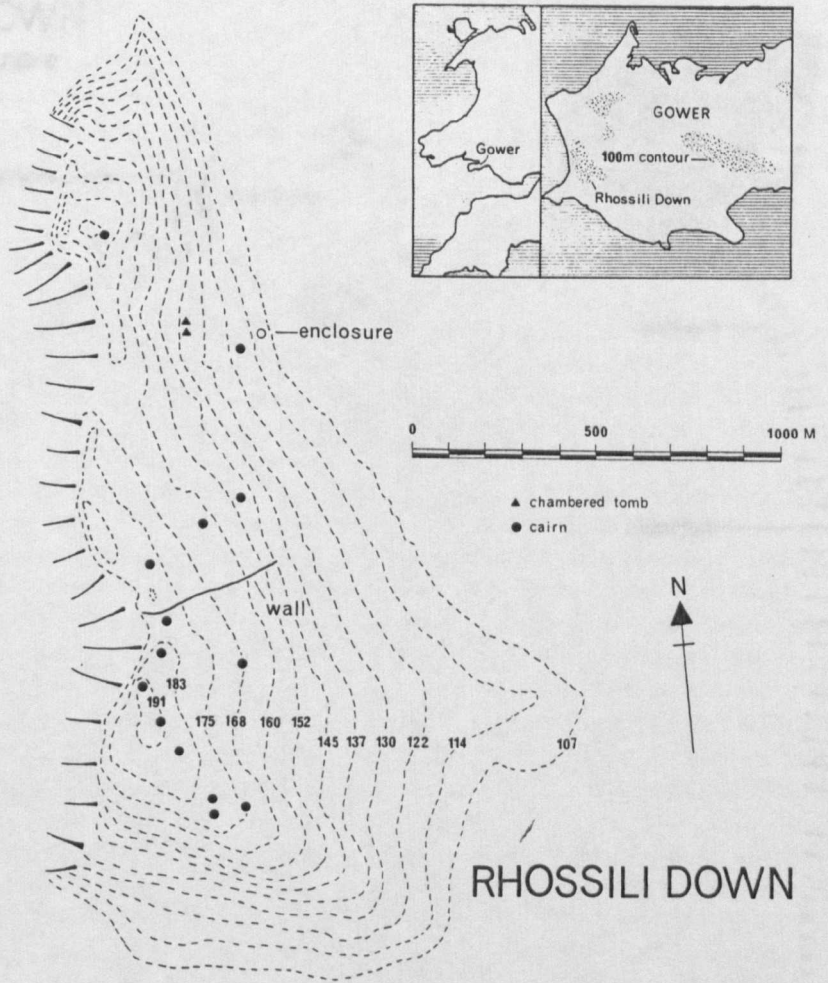 Gower
GOWER
100m contour
Rhossili Down
enclosure
0 500 1000 M
chambered tomb
cairn
N
wall
183
191
175 168 160 152 145 137 130 122 114 107
RHOSSILI DOWN